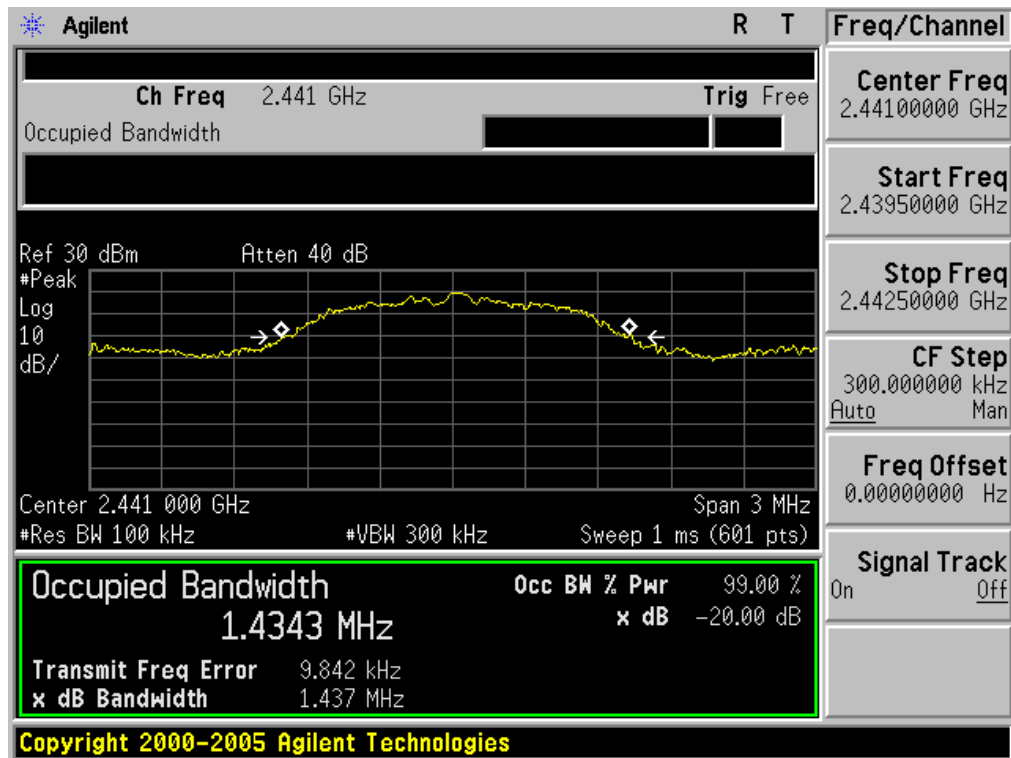 Agilent R T Freq/Channel
Ch Freq 2.441 GHz Trig Free
Occupied Bandwidth
Center Freq
2.44100000 GHz
Start Freq
2.43950000 GHz
Stop Freq
2.44250000 GHz
CF Step
300.000000 kHz
Auto Man
Freq Offset
0.00000000 Hz
Signal Track
On Off
Ref 30 dBm Atten 40 dB
#Peak
Log
10
dB/
Center 2.441 000 GHz Span 3 MHz
#Res BW 100 kHz #VBW 300 kHz Sweep 1 ms (601 pts)
Occupied Bandwidth
1.4343 MHz
Occ BW % Pwr 99.00 %
x dB -20.00 dB
Transmit Freq Error 9.842 kHz
x dB Bandwidth 1.437 MHz
Copyright 2000-2005 Agilent Technologies